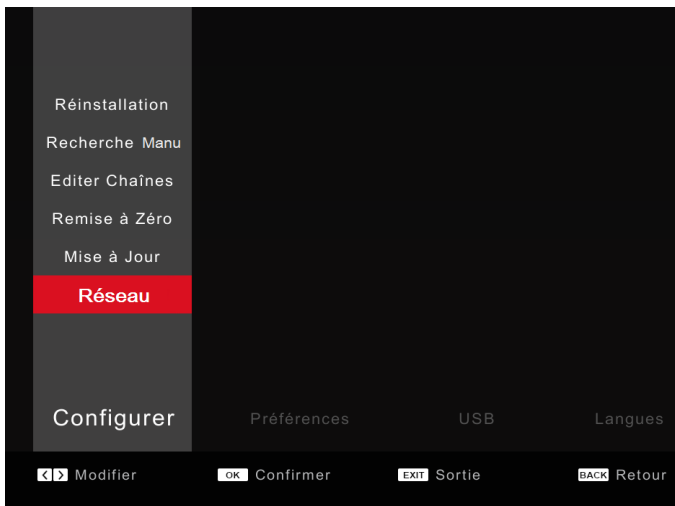 Réinstallation
Recherche Manu
Editer Chaînes
Remise à Zéro
Mise à Jour
Réseau
Configurer Préférences USB Langues
< > Modifier OK Confirmer EXIT Sortie BACK Retour